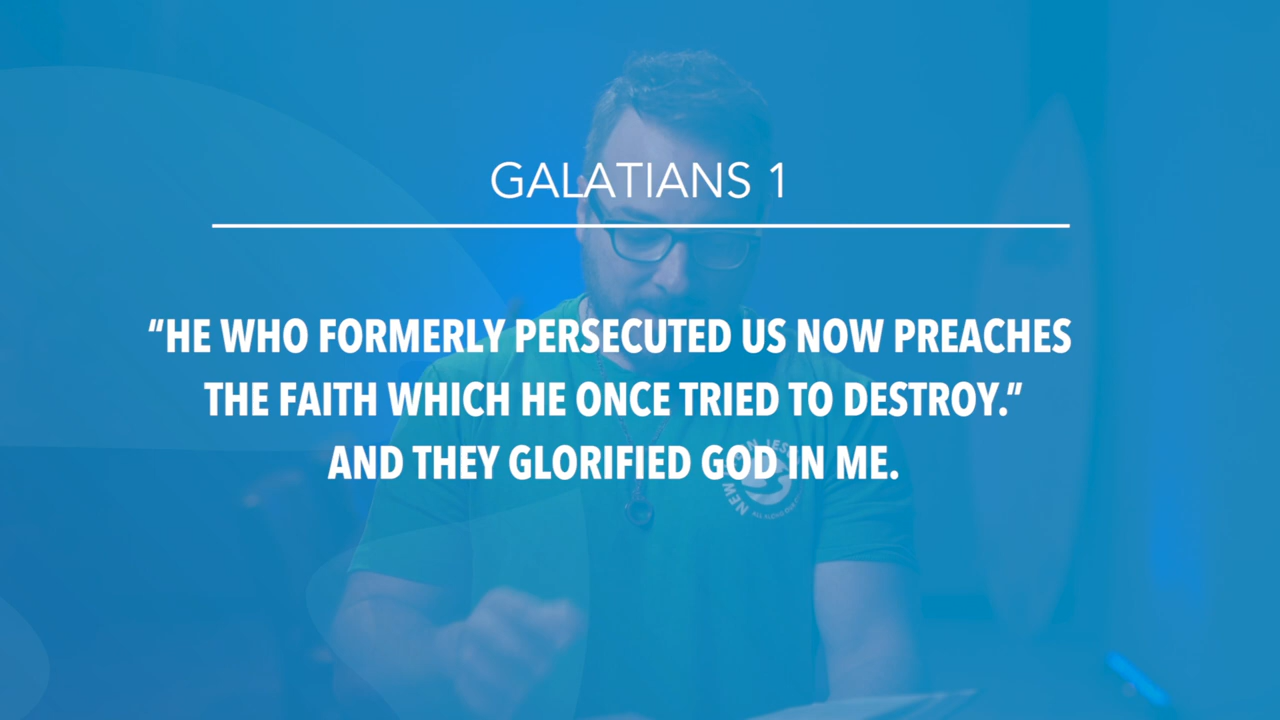 GALATIANS 1
“HE WHO FORMERLY PERSECUTED US NOW PREACHES
THE FAITH WHICH HE ONCE TRIED TO DESTROY.”
AND THEY GLORIFIED GOD IN ME.
NEW